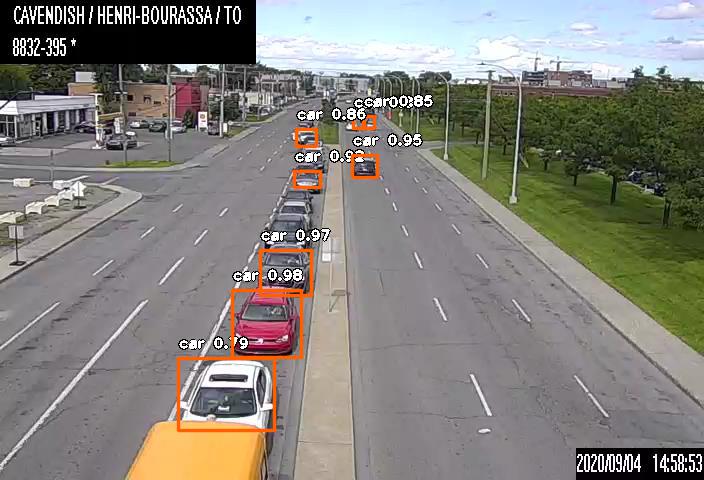 CAVENDISH / HENRI-BOURASSA / TO
8832-395 *
car 0.86
car 0.85
car 0.95
car 0.97
car 0.98
car 0.79
2020/09/04 14:58:53